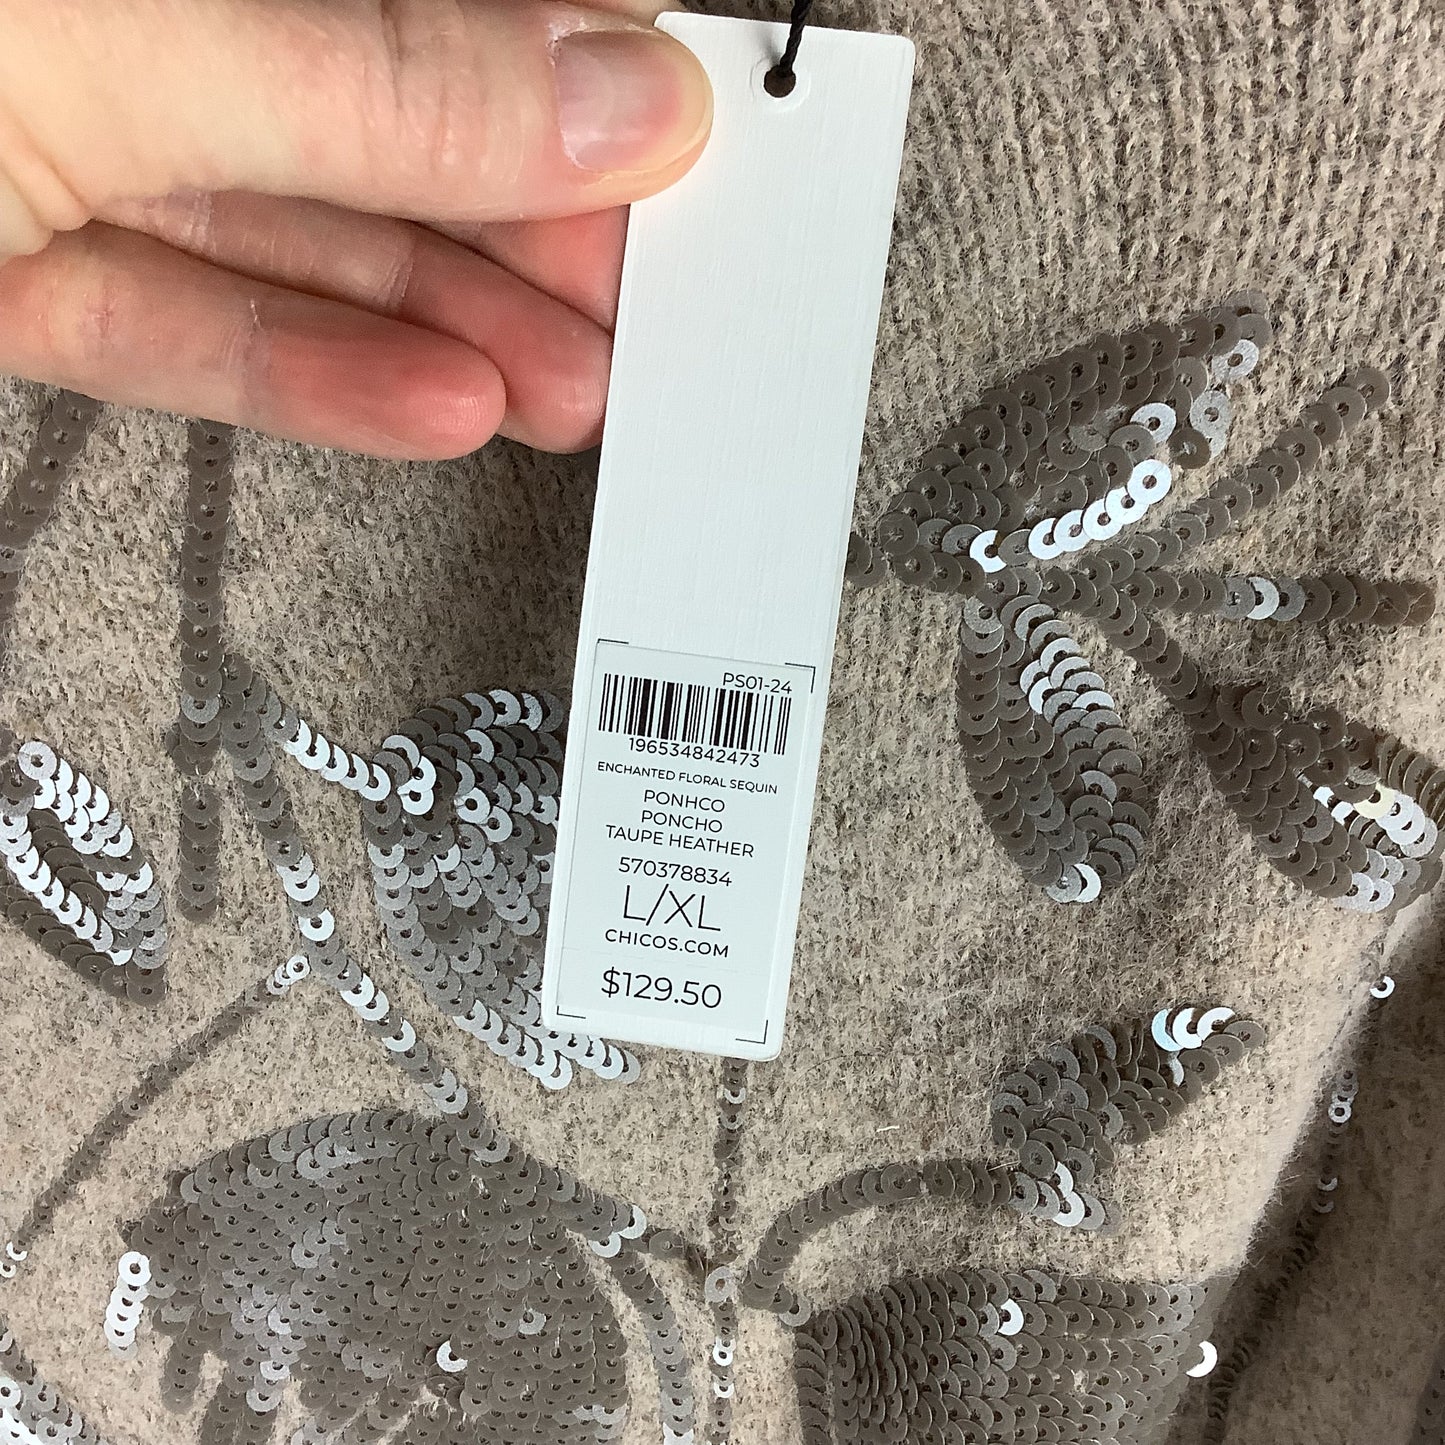 PS01-24
196534842473
ENCHANTED FLORAL SEQUIN
PONHCO
PONCHO
TAUPE HEATHER
570378834
L/XL
CHICOS.COM
$129.50